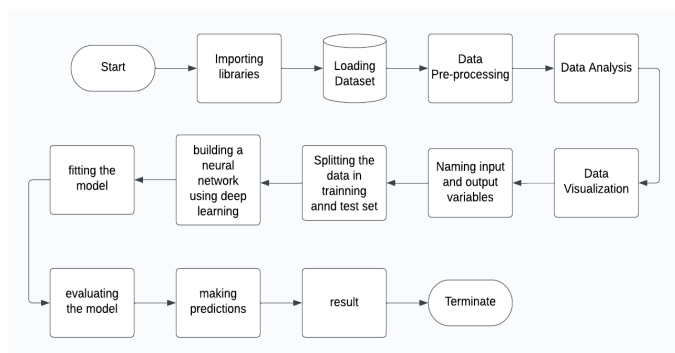 Start
Importing
libraries
Loading
Dataset
Data
Pre-processing
Data Analysis
Data
Visualization
Naming input
and output
variables
Splitting the
data in
trainning
annd test set
building a
neural
network
using deep
learning
fitting the
model
evaluating
the model
making
predictions
result
Terminate